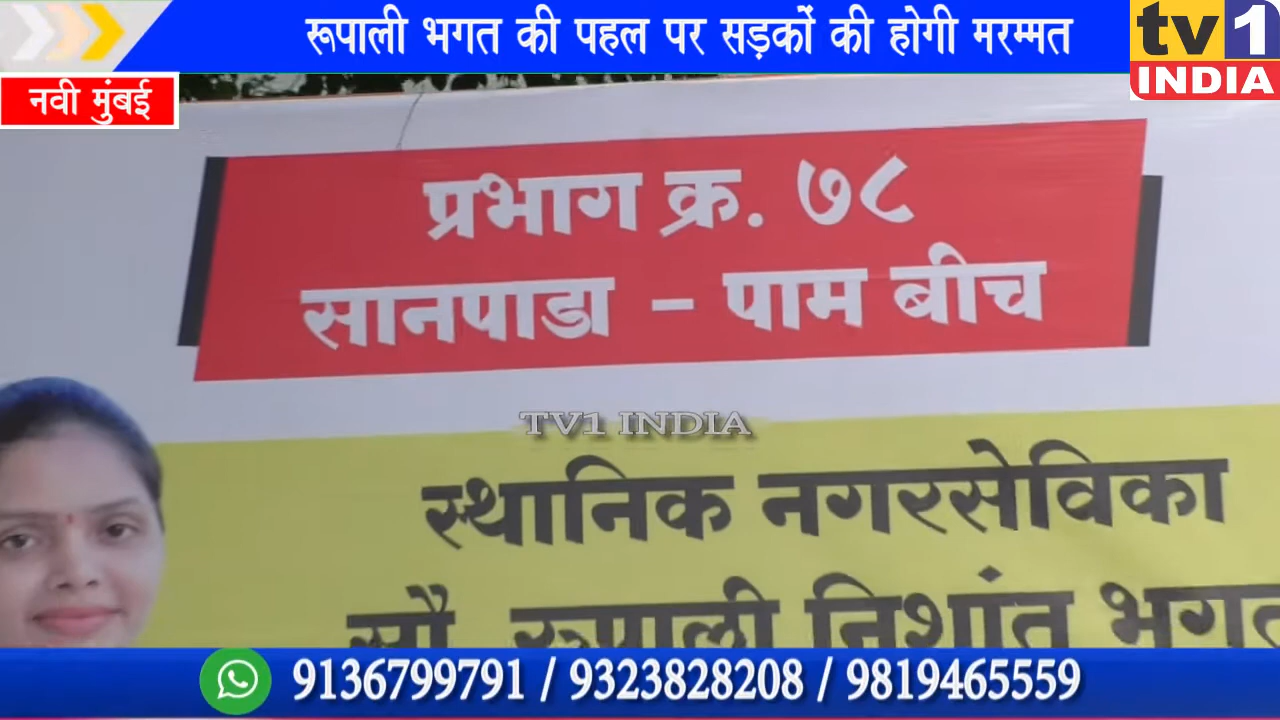 रूपाली भगत की पहल पर सड़कों की होगी मरम्मत
tv1
INDIA
नवी मुंबई
प्रभाग क्र. ७८
सानपाडा - पाम बीच
TV1 INDIA
स्थानिक नगरसेविका
सौ. रूपाली निशांत भगत
9136799791 / 9323828208 / 9819465559